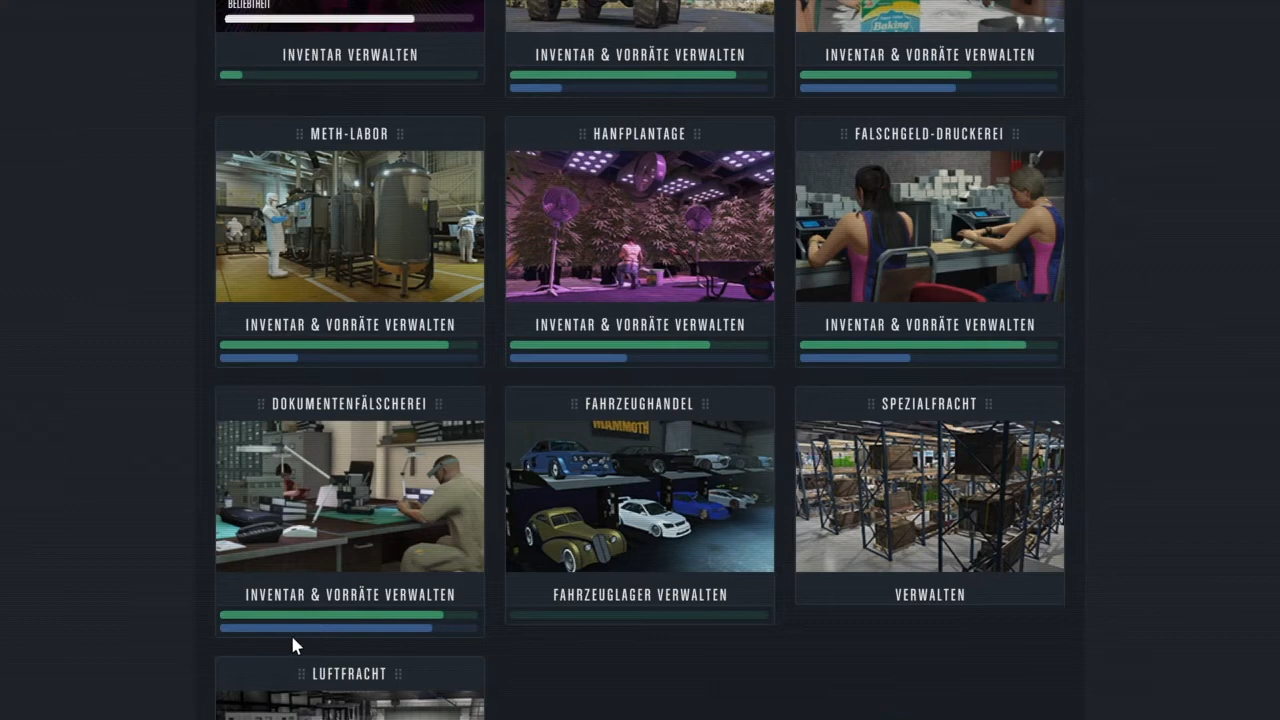 BELIEBTHEIT
Baking
INVENTAR VERWALTEN
INVENTAR & VORRÄTE VERWALTEN
INVENTAR & VORRÄTE VERWALTEN
METH-LABOR
HANFPLANTAGE
FALSCHGELD-DRUCKEREI
INVENTAR & VORRÄTE VERWALTEN
INVENTAR & VORRÄTE VERWALTEN
INVENTAR & VORRÄTE VERWALTEN
DOKUMENTENFÄLSCHEREI
FAHRZEUGHANDEL
SPEZIALFRACHT
MAMMOTH
INVENTAR & VORRÄTE VERWALTEN
FAHRZEUGLAGER VERWALTEN
VERWALTEN
LUFTFRACHT